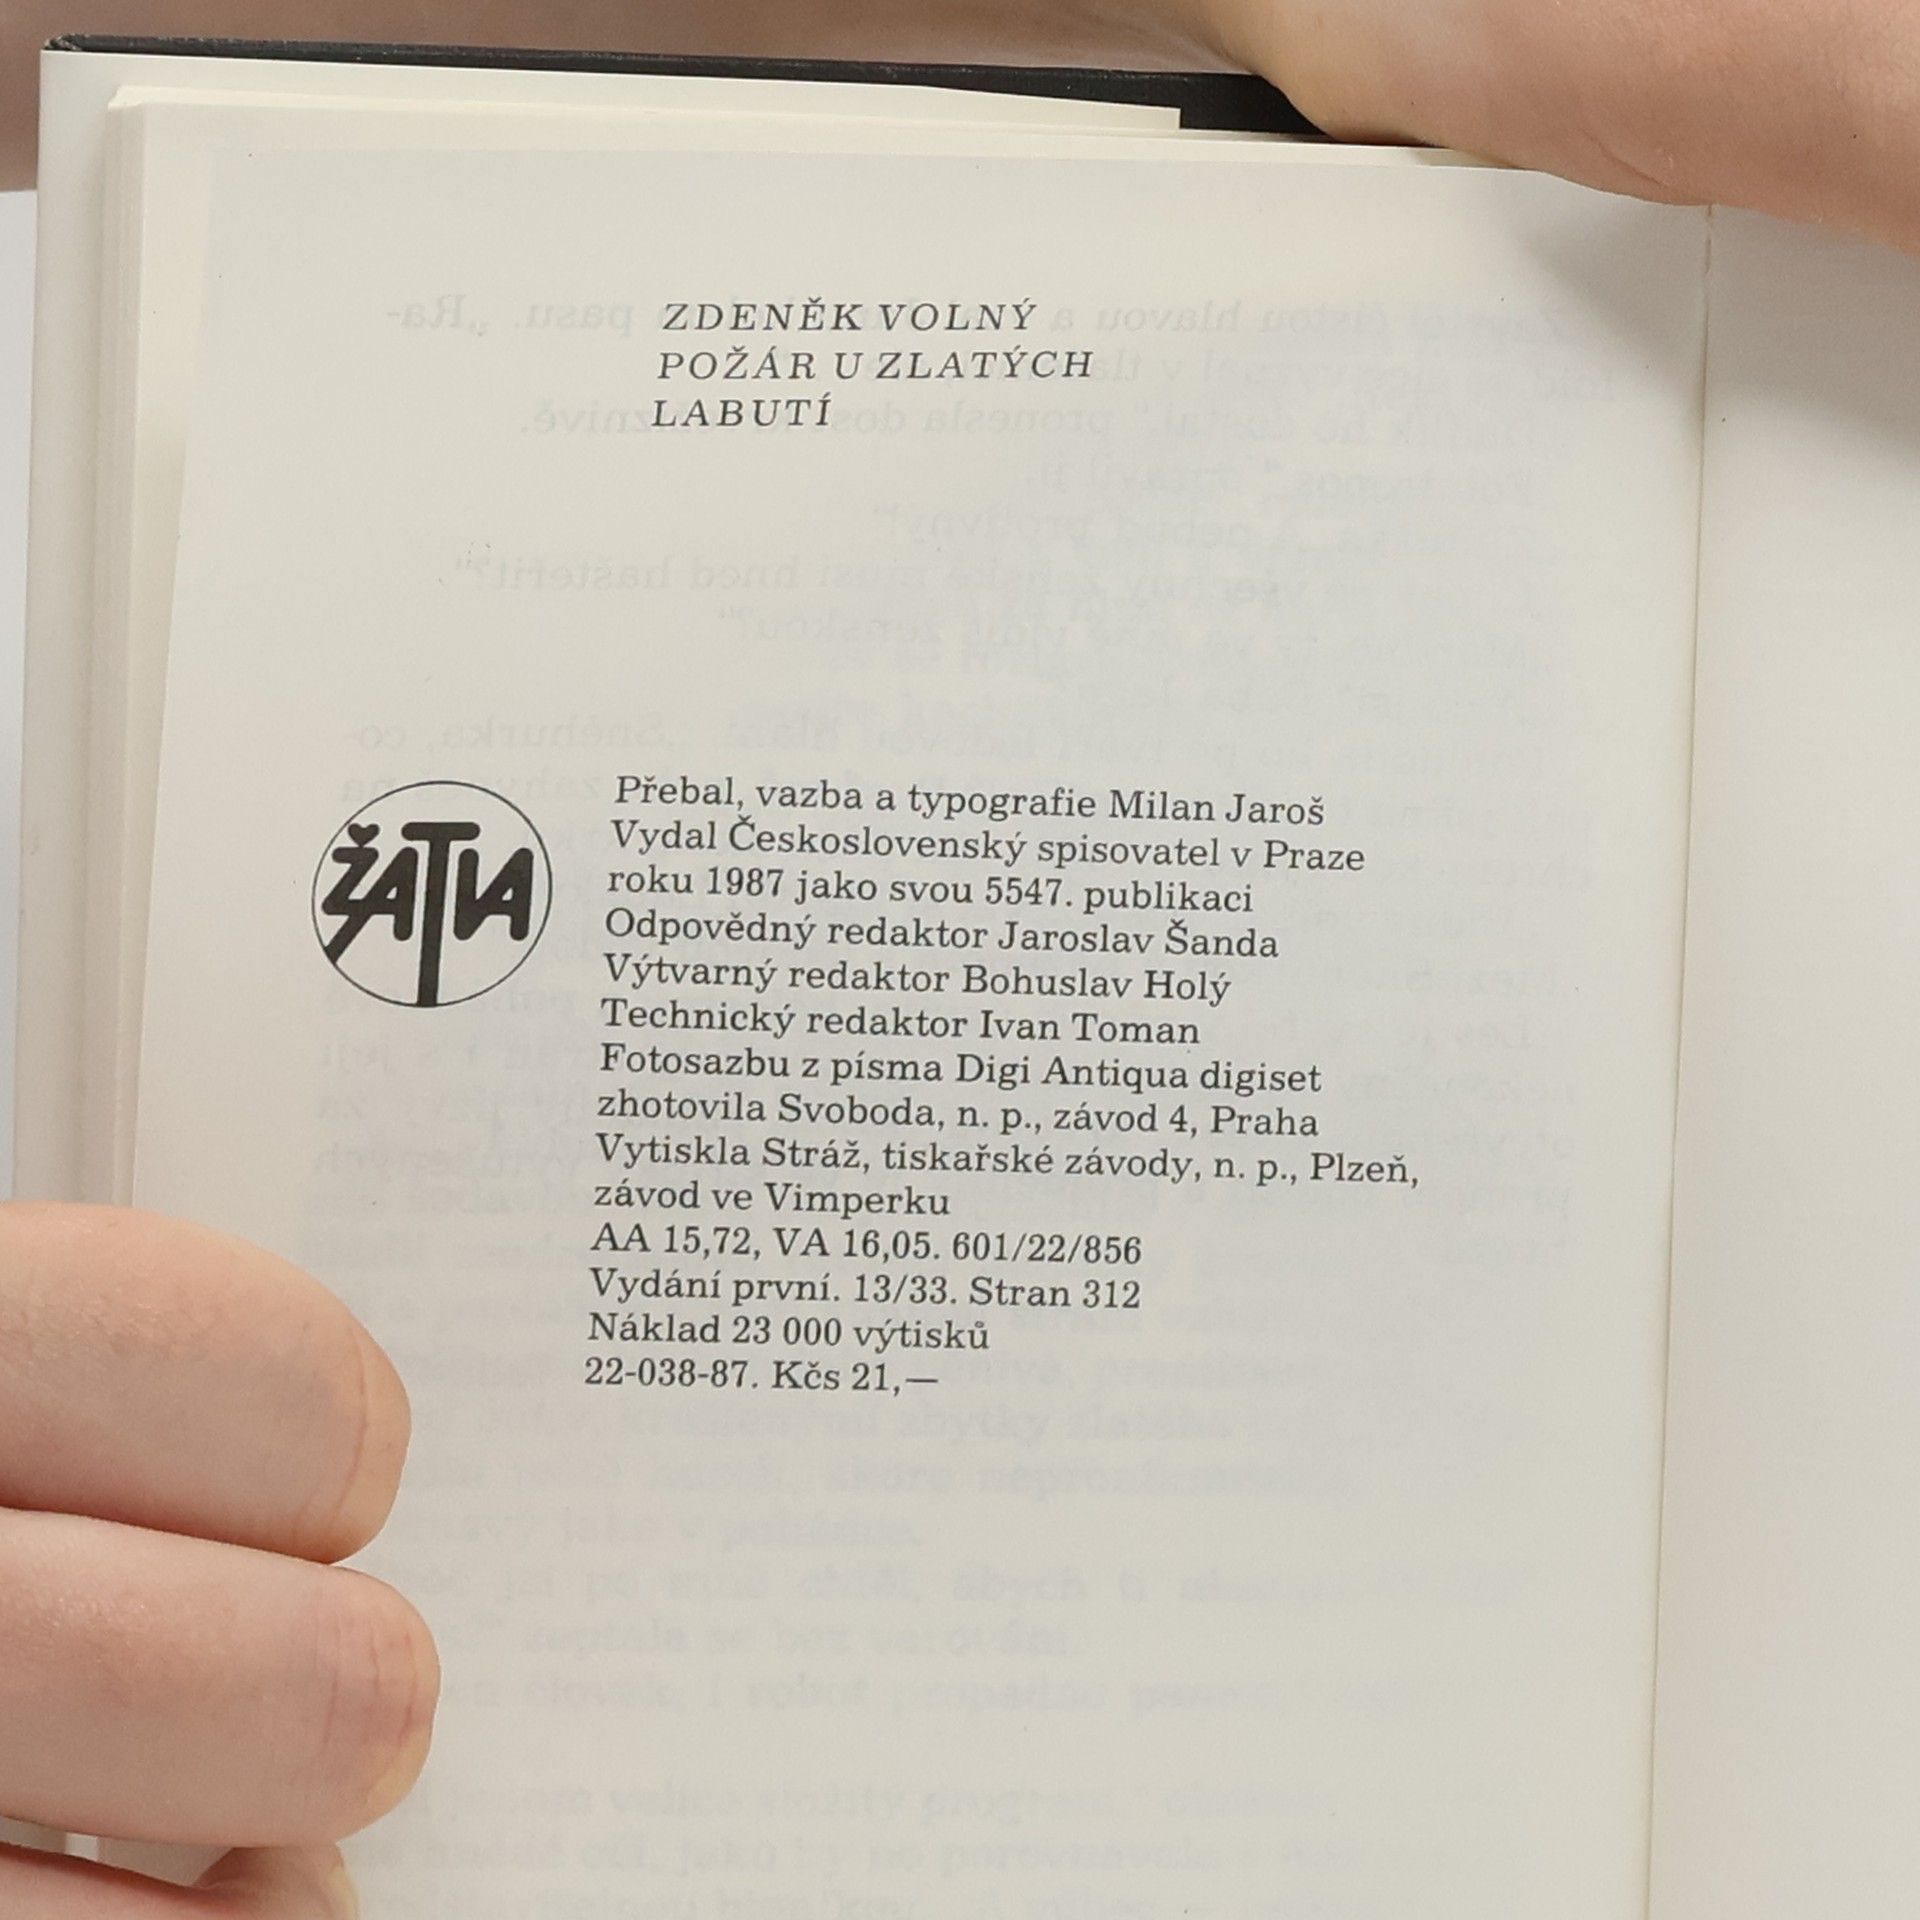 ZDENĚK VOLNÝ
POŽÁR U ZLATÝCH
LABUTÍ
ŽATVA
Přebal, vazba a typografie Milan Jaroš
Vydal Československý spisovatel v Praze
roku 1987 jako svou 5547. publikaci
Odpovědný redaktor Jaroslav Šanda
Výtvarný redaktor Bohuslav Holý
Technický redaktor Ivan Toman
Fotosazbu z písma Digi Antiqua digiset
zhotovila Svoboda, n. p., závod 4, Praha
Vytiskla Stráž, tiskařské závody, n. p., Plzeň,
závod ve Vimperku
AA 15,72, VA 16,05. 601/22/856
Vydání první. 13/33. Stran 312
Náklad 23 000 výtisků
22-038-87. Kčs 21,—